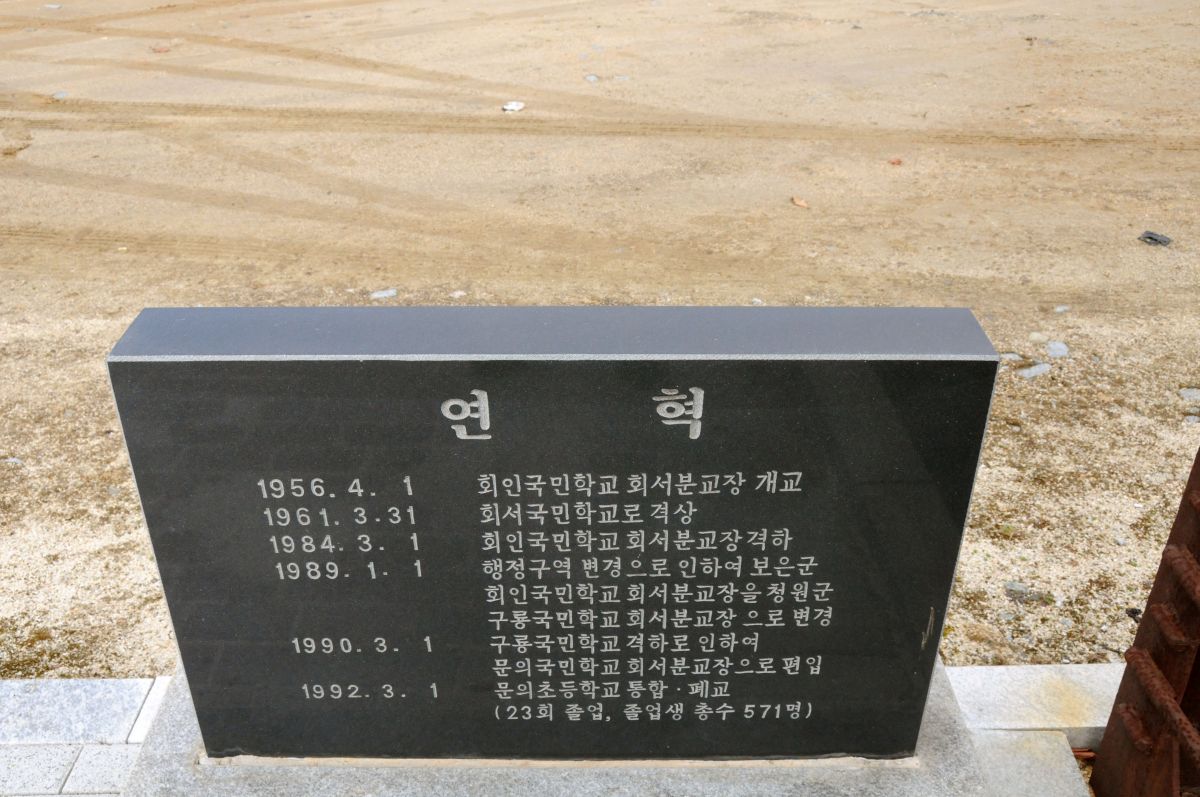 연 혁
1956. 4. 1 회인국민학교 회서분교장 개교
1961. 3. 31 회서국민학교로 격상
1984. 3. 1 회인국민학교 회서분교장 격하
1989. 1. 1 행정구역 변경으로 인하여 보은군
회인국민학교 회서분교장을 청원군
구룡국민학교 회서분교장 으로 변경
1990. 3. 1 구룡국민학교 격하로 인하여
문의국민학교 회서분교장으로 편입
1992. 3. 1 문의초등학교 통합·폐교
(23회 졸업, 졸업생 총수 571명)